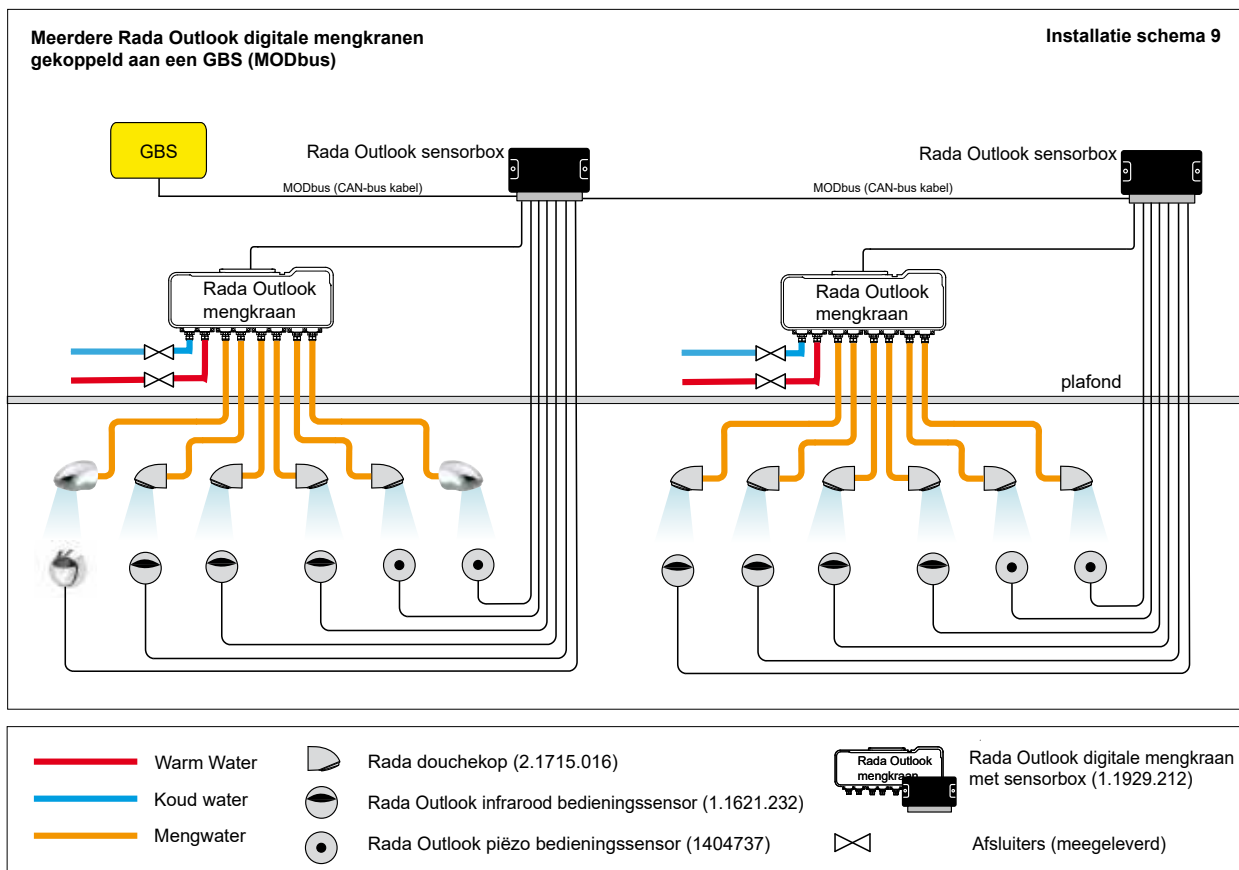 Meerdere Rada Outlook digitale mengkranen
gekoppeld aan een GBS (MODbus)
Installatie schema 9
GBS
Rada Outlook sensorbox
Rada Outlook sensorbox
MODbus (CAN-bus kabel)
MODbus (CAN-bus kabel)
Rada Outlook
mengkraan
Rada Outlook
mengkraan
plafond
Warm Water
Koud water
Mengwater
Rada douchekop (2.1715.016)
Rada Outlook infrarood bedieningssensor (1.1621.232)
Rada Outlook piëzo bedieningssensor (1404737)
Rada Outlook
mengkraan
Rada Outlook digitale mengkraan
met sensorbox (1.1929.212)
Afsluiters (meegeleverd)